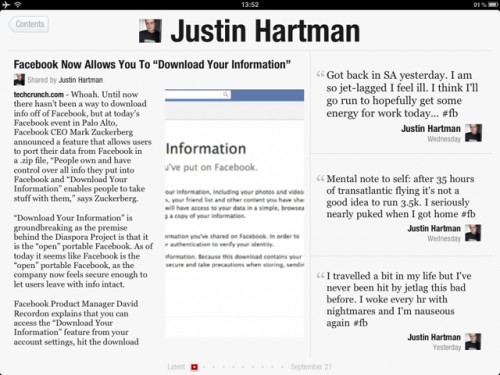 13:52
91 %
Contents
Justin Hartman
Facebook Now Allows You To “Download Your Information”
Shared by Justin Hartman
techcrunch.com - Whoah. Until now
there hasn't been a way to download
info off of Facebook, but at today's
Facebook event in Palo Alto,
Facebook CEO Mark Zuckerberg
announced a feature that allows users
to port their data from Facebook in
a .zip file, “People own and have
control over all info they put into
Facebook and “Download Your
Information” enables people to take
stuff with them,” says Zuckerberg.
“Download Your Information” is
groundbreaking as the premise
behind the Diaspora Project is that it
is the “open” portable Facebook. As of
today it seems like Facebook is the
“open” portable Facebook, as the
company now feels secure enough to
let users leave with info intact.
Facebook Product Manager David
Recordon explains that you can
access the “Download Your
Information” feature from your
account settings, hit the download
Information
u've put on Facebook.
our information, including your photos and videos
, your friend list and other content you have sha
will have access to your data in a simple, browsea
g a copy of your information.
rmation you've shared on Facebook. In order to
r authentication to verify your identity.
Information. Because this download contains your
secure and take precautions when storing, sendin
“ Got back in SA yesterday. I am
so jet-lagged I feel ill. I think I'll
go run to hopefully get some
energy for work today... #fb
Justin Hartman
Wednesday
“ Mental note to self: after 35 hours
of transatlantic flying it's not a
good idea to run 3.5k. I seriously
nearly puked when I got home #fb
Justin Hartman
Wednesday
“ I travelled a bit in my life but I've
never been hit by jetlag this bad
before. I woke every hr with
nightmares and I'm nauseous
again #fb
Justin Hartman
Yesterday
Latest
September 21